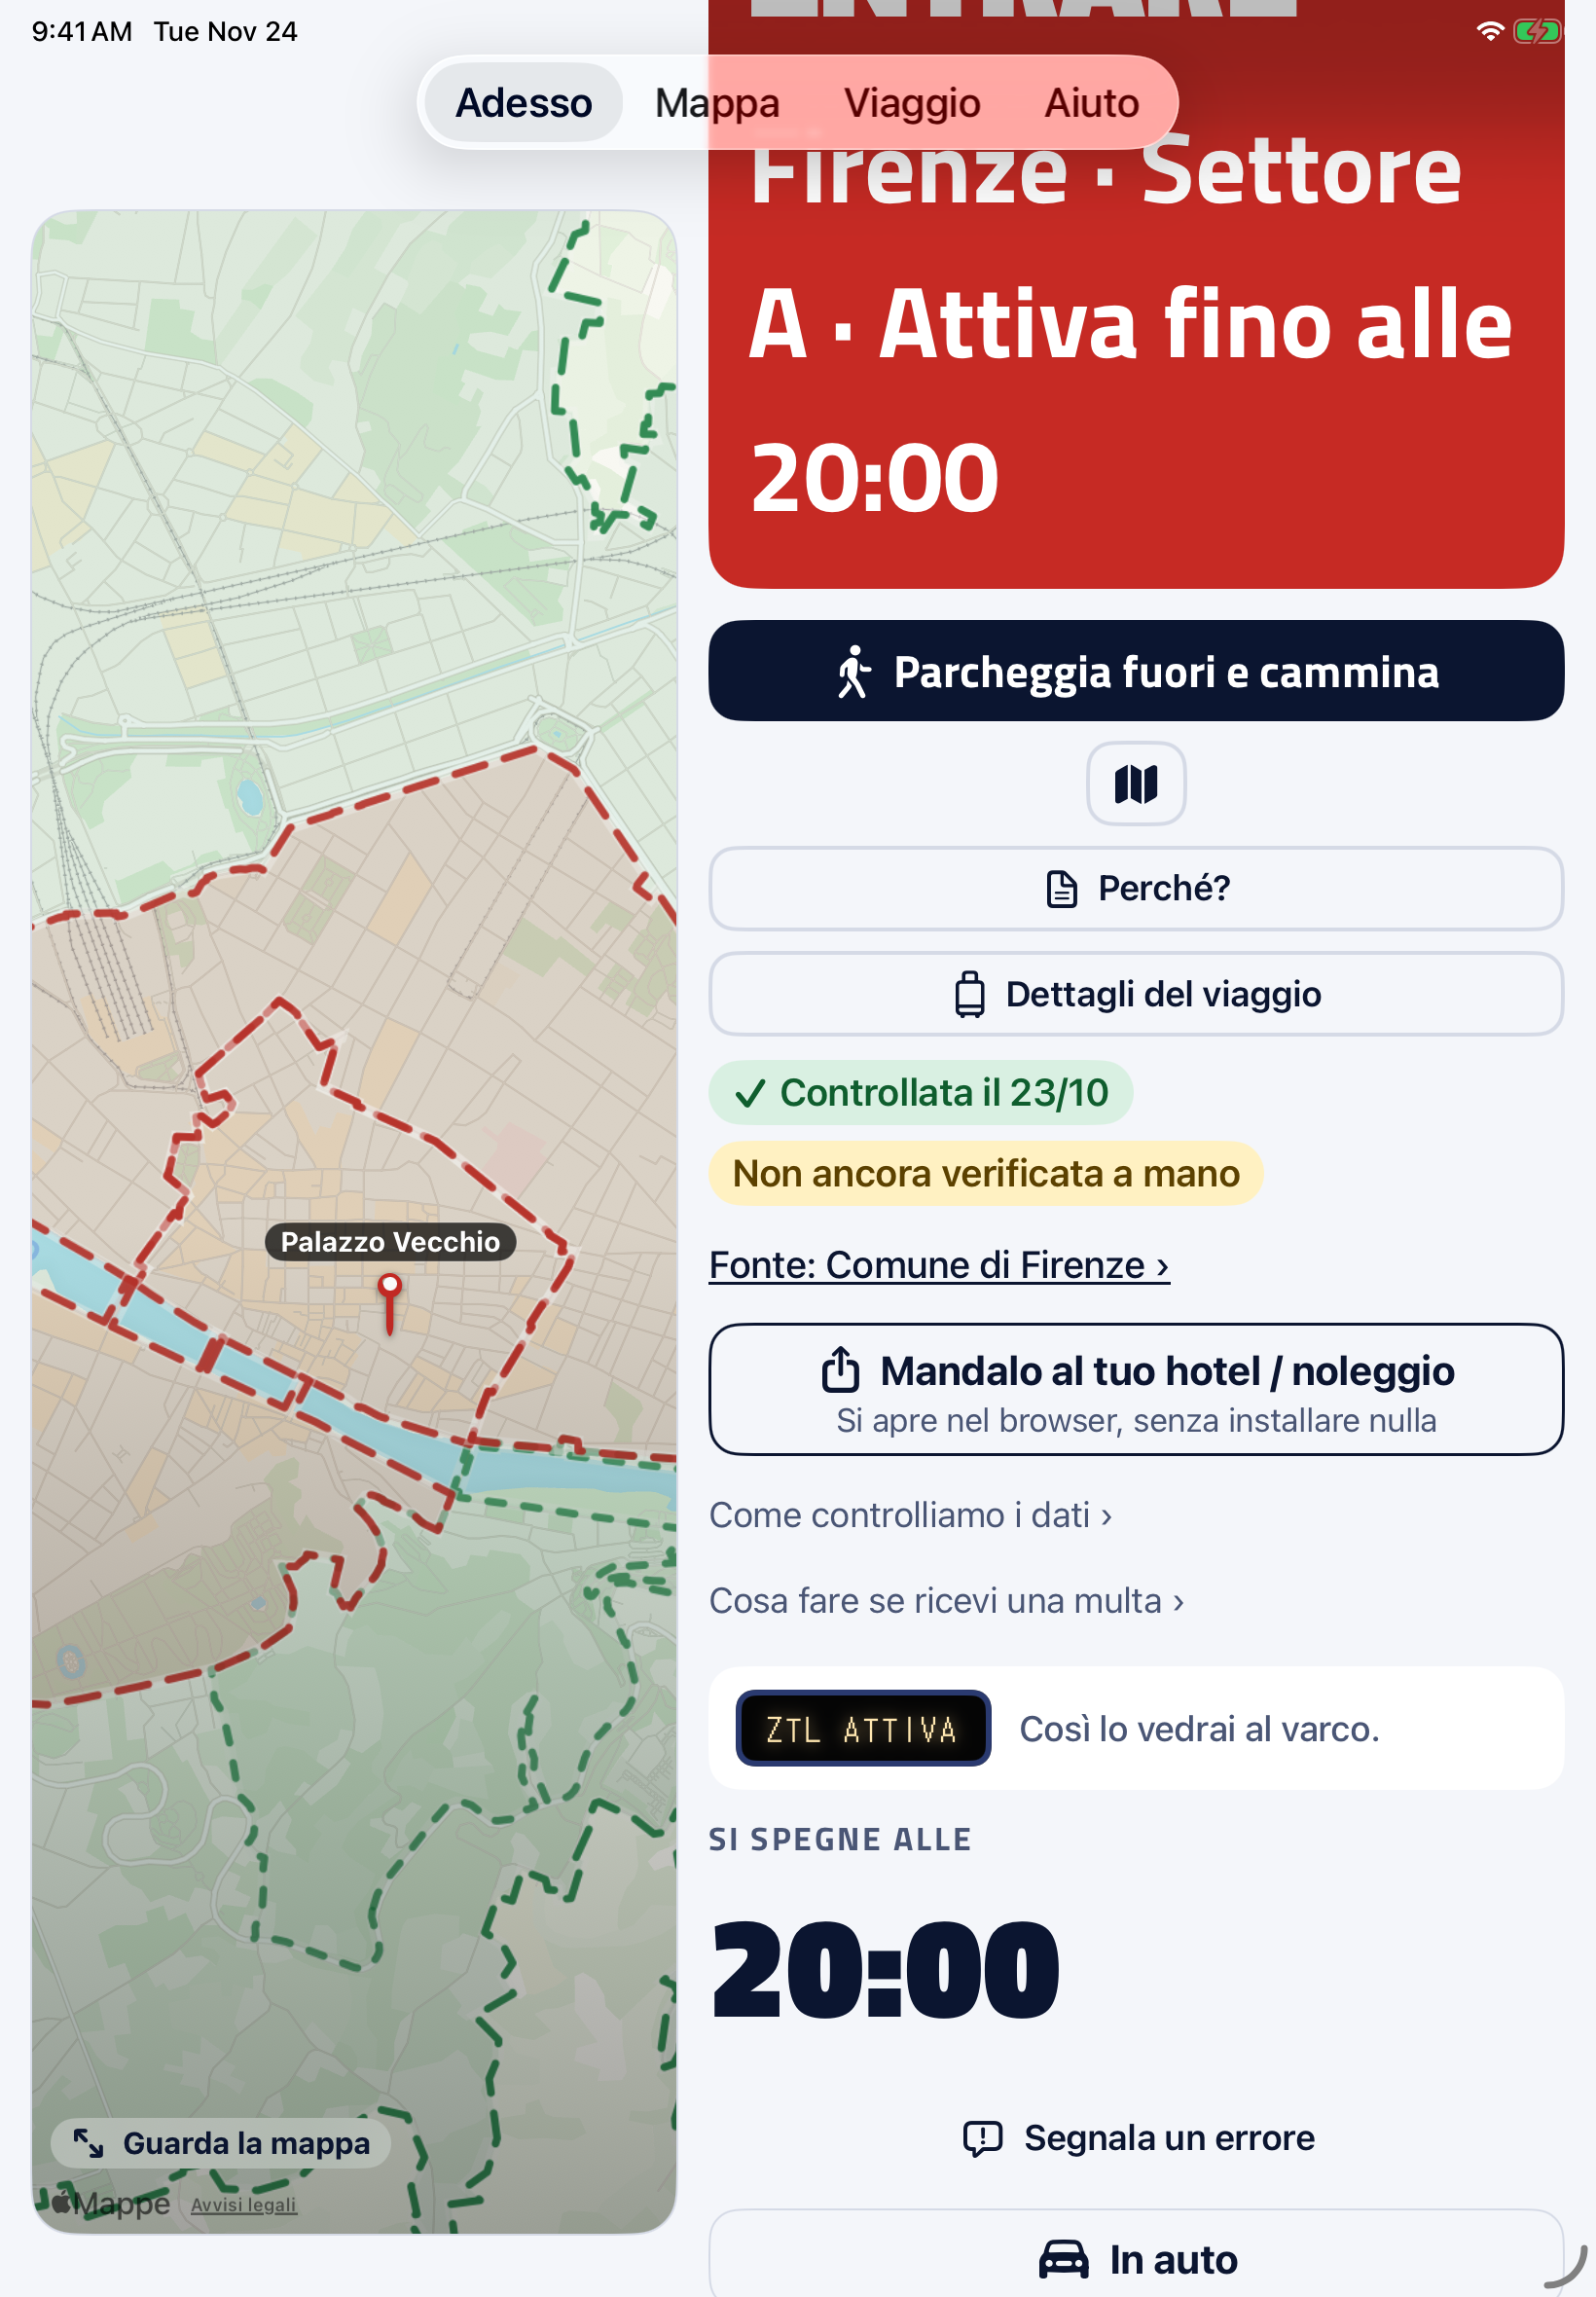 9:41 AM Tue Nov 24
ENTRARE
Adesso Mappa Viaggio Aiuto
Firenze · Settore
A · Attiva fino alle
20:00
Parcheggia fuori e cammina
Perché?
Dettagli del viaggio
Controllata il 23/10
Non ancora verificata a mano
Fonte: Comune di Firenze ›
Mandalo al tuo hotel / noleggio
Si apre nel browser, senza installare nulla
Come controlliamo i dati ›
Cosa fare se ricevi una multa ›
ZTL ATTIVA
Così lo vedrai al varco.
SI SPEGNE ALLE
20:00
Segnala un errore
In auto
Palazzo Vecchio
Guarda la mappa
Mappe Avvisi legali